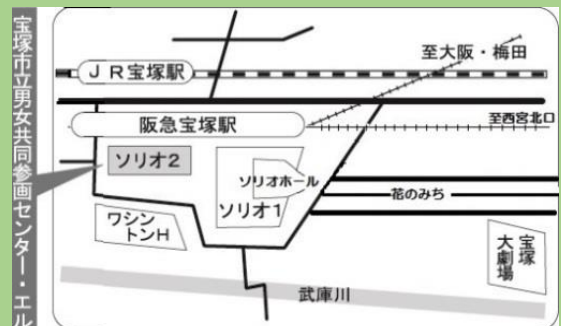 宝塚市立男女共同参画センター・エル
JR宝塚駅
至大阪・梅田
阪急宝塚駅
至西宮北口
ソリオ2
ソリオホール
ソリオ1
花のみち
ワシン
トンH
宝塚
大劇場
武庫川